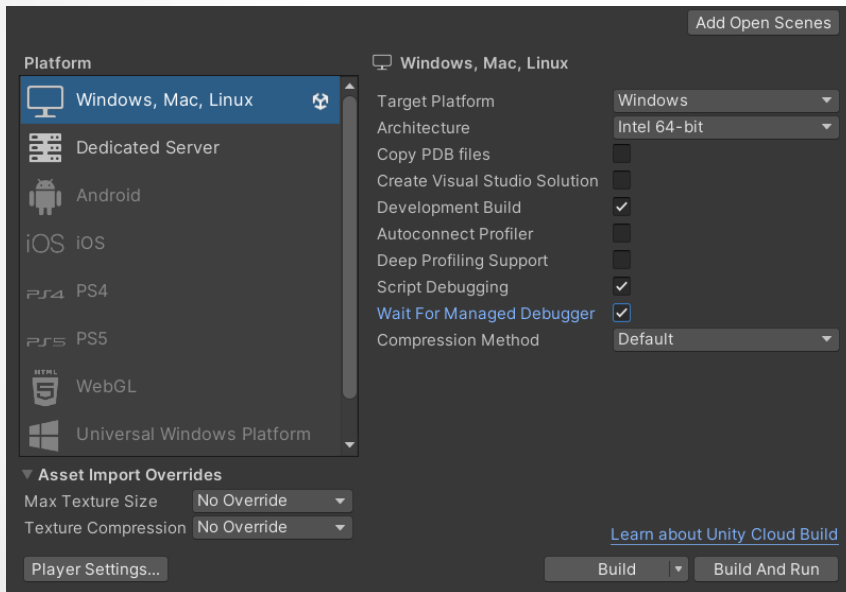 Add Open Scenes
Platform
Windows, Mac, Linux
Dedicated Server
Android
iOS iOS
PS4 PS4
PS5 PS5
HTML
5 WebGL
Universal Windows Platform
Asset Import Overrides
Max Texture Size No Override
Texture Compression No Override
Player Settings...
Windows, Mac, Linux
Target Platform Windows
Architecture Intel 64-bit
Copy PDB files
Create Visual Studio Solution
Development Build
Autoconnect Profiler
Deep Profiling Support
Script Debugging
Wait For Managed Debugger
Compression Method Default
Learn about Unity Cloud Build
Build
Build And Run